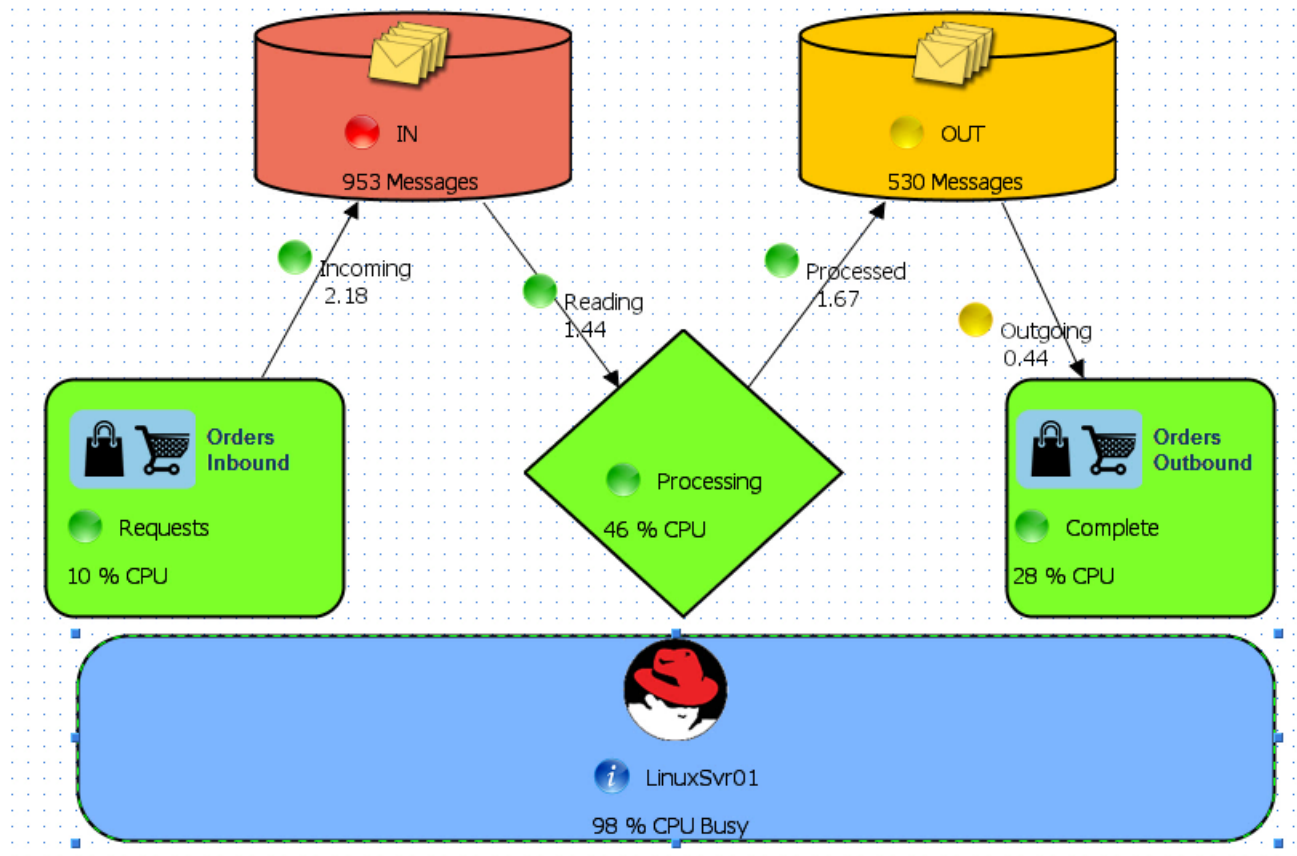 IN
953 Messages
OUT
530 Messages
Incoming
2.18
Reading
1.44
Processed
1.67
Outgoing
0.44
Orders
Inbound
Requests
10 % CPU
Processing
46 % CPU
Orders
Outbound
Complete
28 % CPU
i
LinuxSvr01
98 % CPU Busy